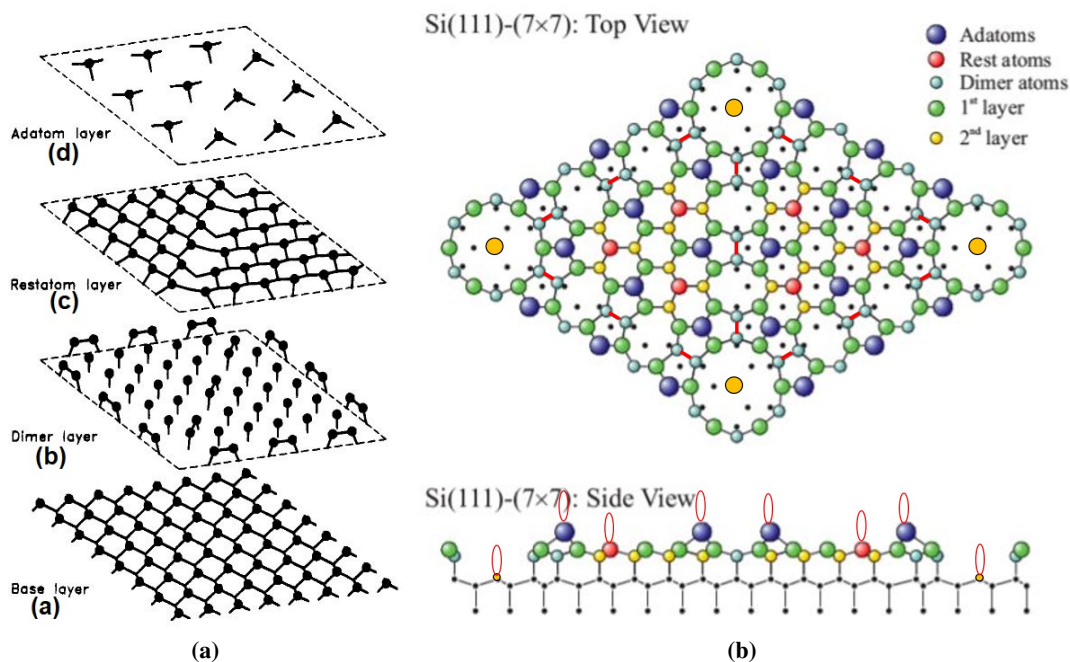 Adatom layer
(d)
Restatom layer
(c)
Dimer layer
(b)
Base layer
(a)
(a)
Si(111)-(7×7): Top View
Adatoms
Rest atoms
Dimer atoms
1st layer
2nd layer
Si(111)-(7×7): Side View
(b)